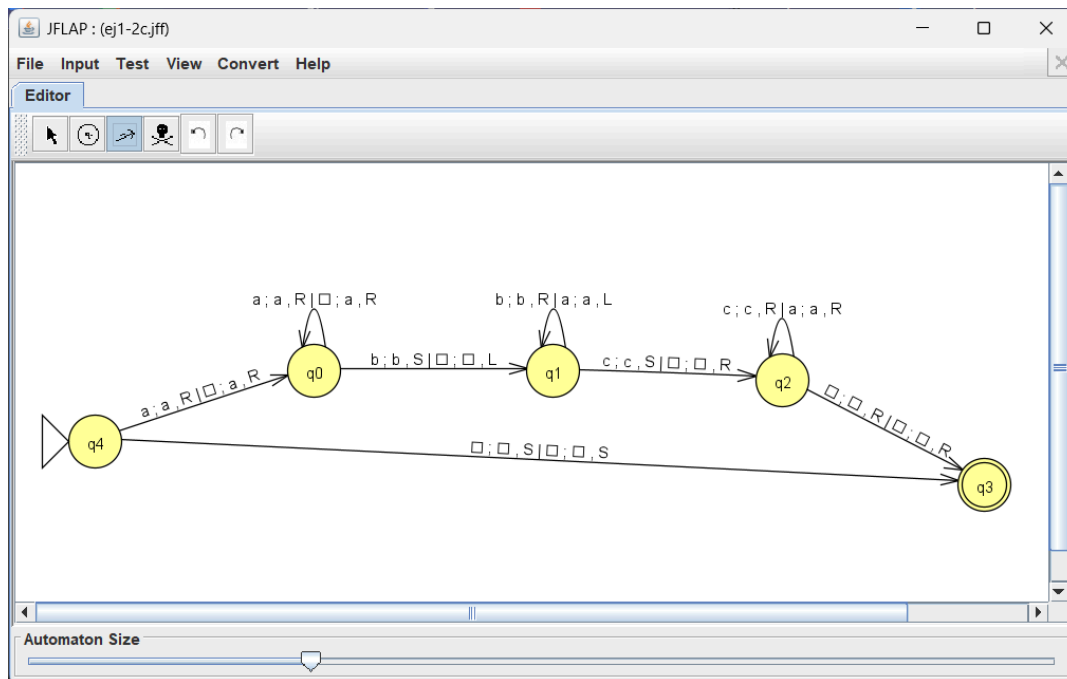 JFLAP : (ej1-2c.jff)
File Input Test View Convert Help
Editor
a ; a , R | □ ; a , R
b ; b , R | a ; a , L
c ; c , R | a ; a , R
q0
b ; b , S | □ ; □ , L
q1
c ; c , S | □ ; □ , R
q2
a ; a , R | □ ; a , R
□ ; □ , R | □ ; □ , R
q4
□ ; □ , S | □ ; □ , S
q3
Automaton Size